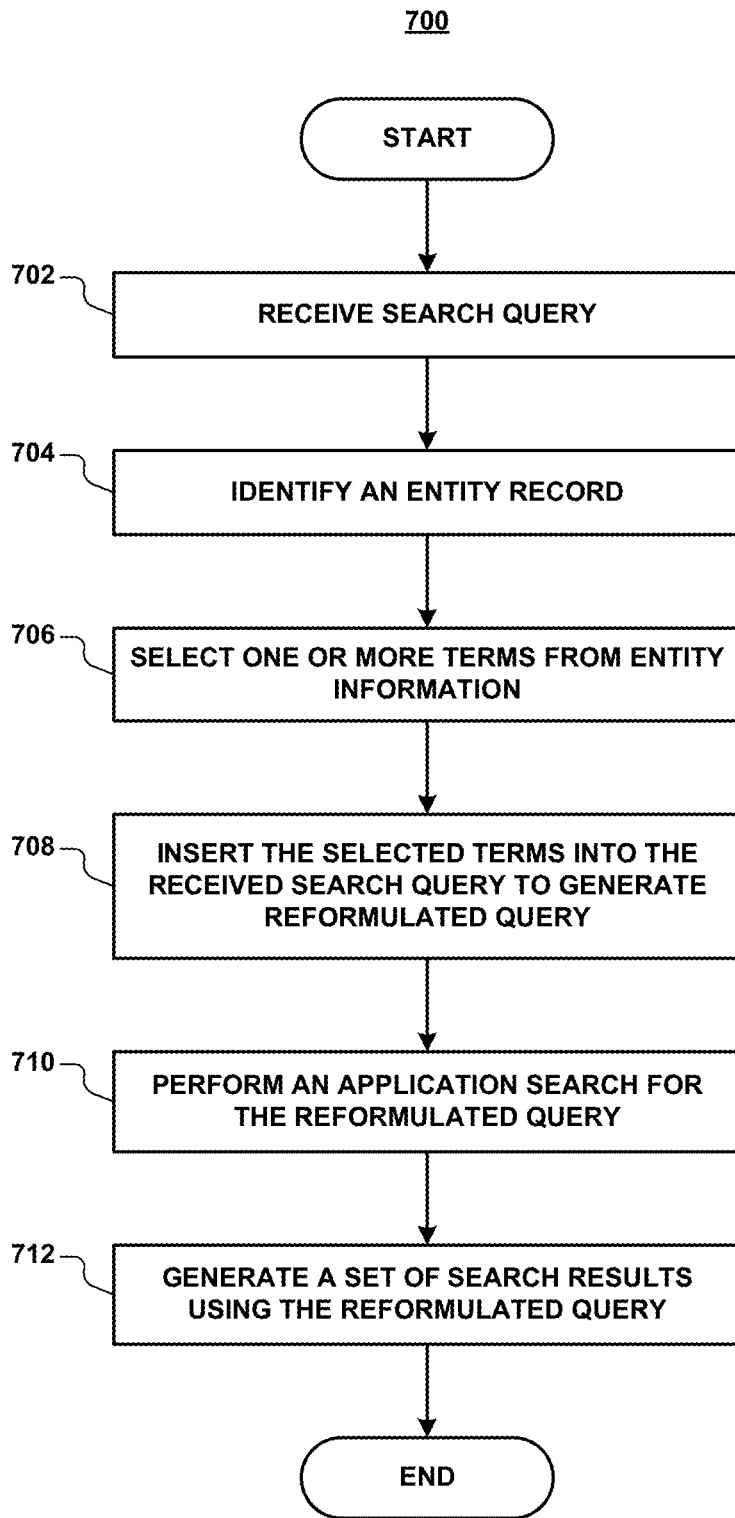 700
START
702
RECEIVE SEARCH QUERY
704
IDENTIFY AN ENTITY RECORD
706
SELECT ONE OR MORE TERMS FROM ENTITY
INFORMATION
708
INSERT THE SELECTED TERMS INTO THE
RECEIVED SEARCH QUERY TO GENERATE
REFORMULATED QUERY
710
PERFORM AN APPLICATION SEARCH FOR
THE REFORMULATED QUERY
712
GENERATE A SET OF SEARCH RESULTS
USING THE REFORMULATED QUERY
END